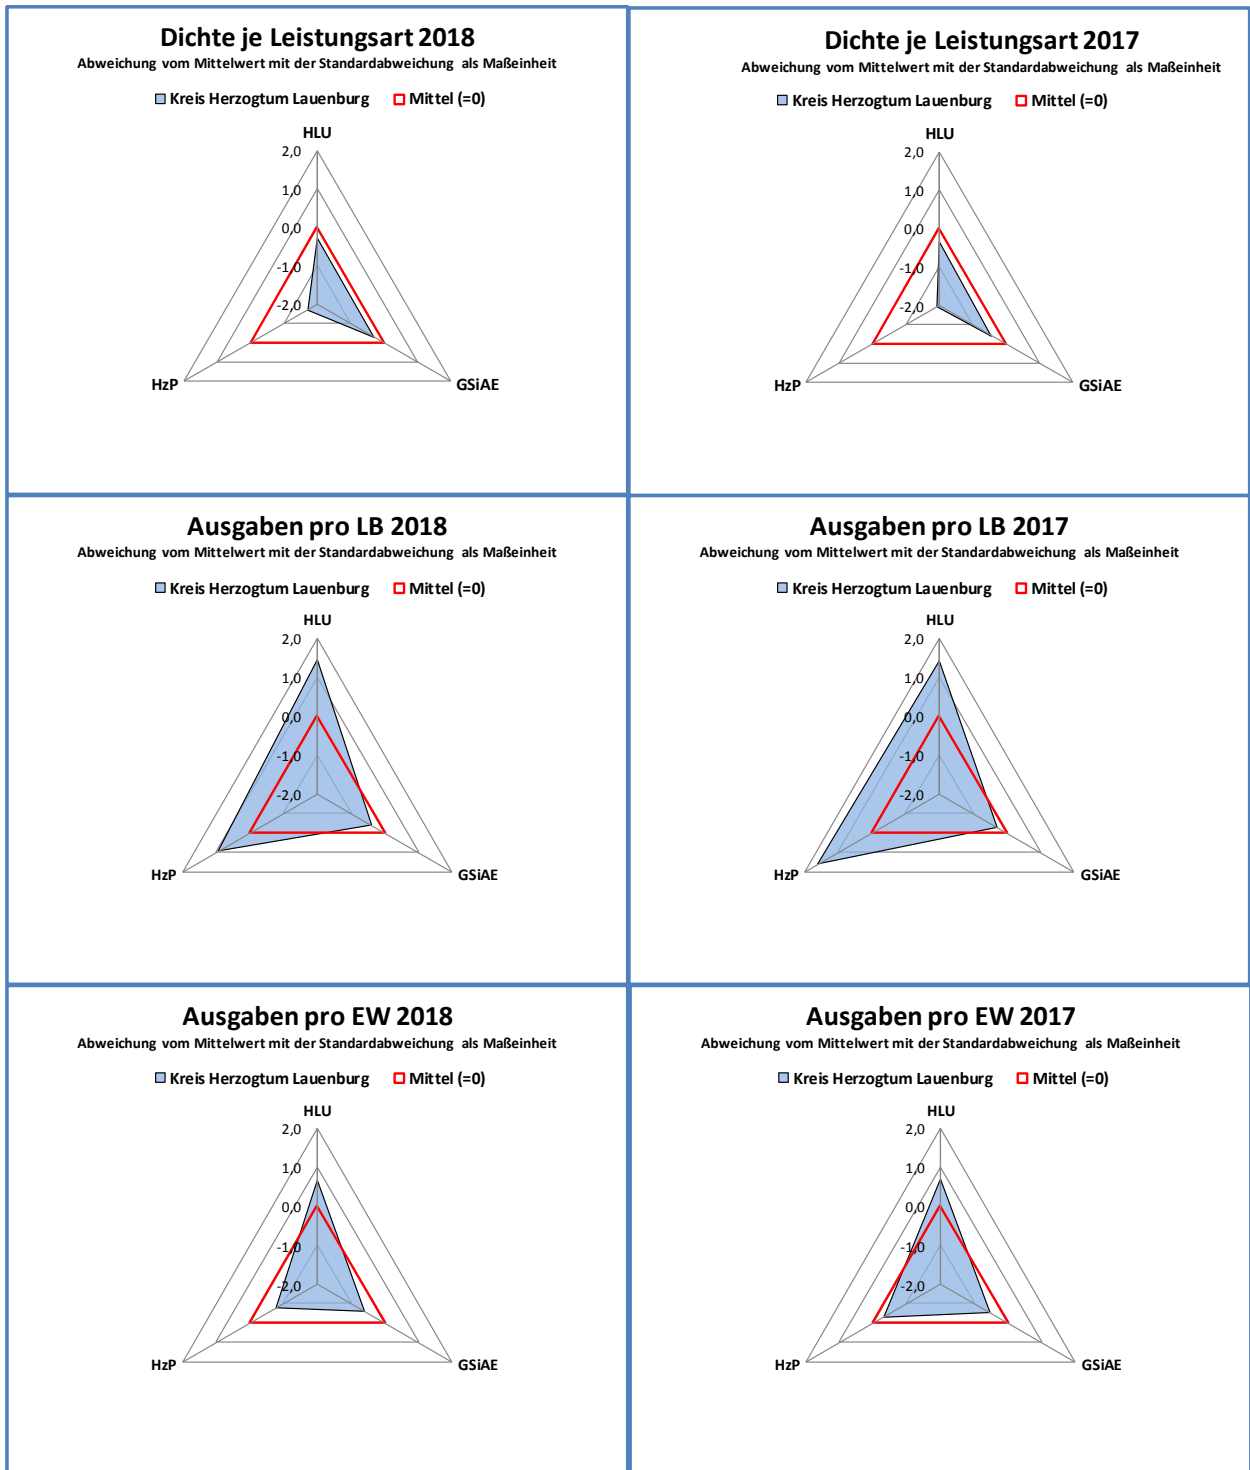 Dichte je Leistungsart 2018
Abweichung vom Mittelwert mit der Standardabweichung als Maßeinheit
Kreis Herzogtum Lauenburg Mittel (=0)
HLU
2,0
1,0
0,0
-1,0
-2,0
HzP GSiAE
Dichte je Leistungsart 2017
Abweichung vom Mittelwert mit der Standardabweichung als Maßeinheit
Kreis Herzogtum Lauenburg Mittel (=0)
HLU
2,0
1,0
0,0
-1,0
-2,0
HzP GSiAE
Ausgaben pro LB 2018
Abweichung vom Mittelwert mit der Standardabweichung als Maßeinheit
Kreis Herzogtum Lauenburg Mittel (=0)
HLU
2,0
1,0
0,0
-1,0
-2,0
HzP GSiAE
Ausgaben pro LB 2017
Abweichung vom Mittelwert mit der Standardabweichung als Maßeinheit
Kreis Herzogtum Lauenburg Mittel (=0)
HLU
2,0
1,0
0,0
-1,0
-2,0
HzP GSiAE
Ausgaben pro EW 2018
Abweichung vom Mittelwert mit der Standardabweichung als Maßeinheit
Kreis Herzogtum Lauenburg Mittel (=0)
HLU
2,0
1,0
0,0
-1,0
-2,0
HzP GSiAE
Ausgaben pro EW 2017
Abweichung vom Mittelwert mit der Standardabweichung als Maßeinheit
Kreis Herzogtum Lauenburg Mittel (=0)
HLU
2,0
1,0
0,0
-1,0
-2,0
HzP GSiAE